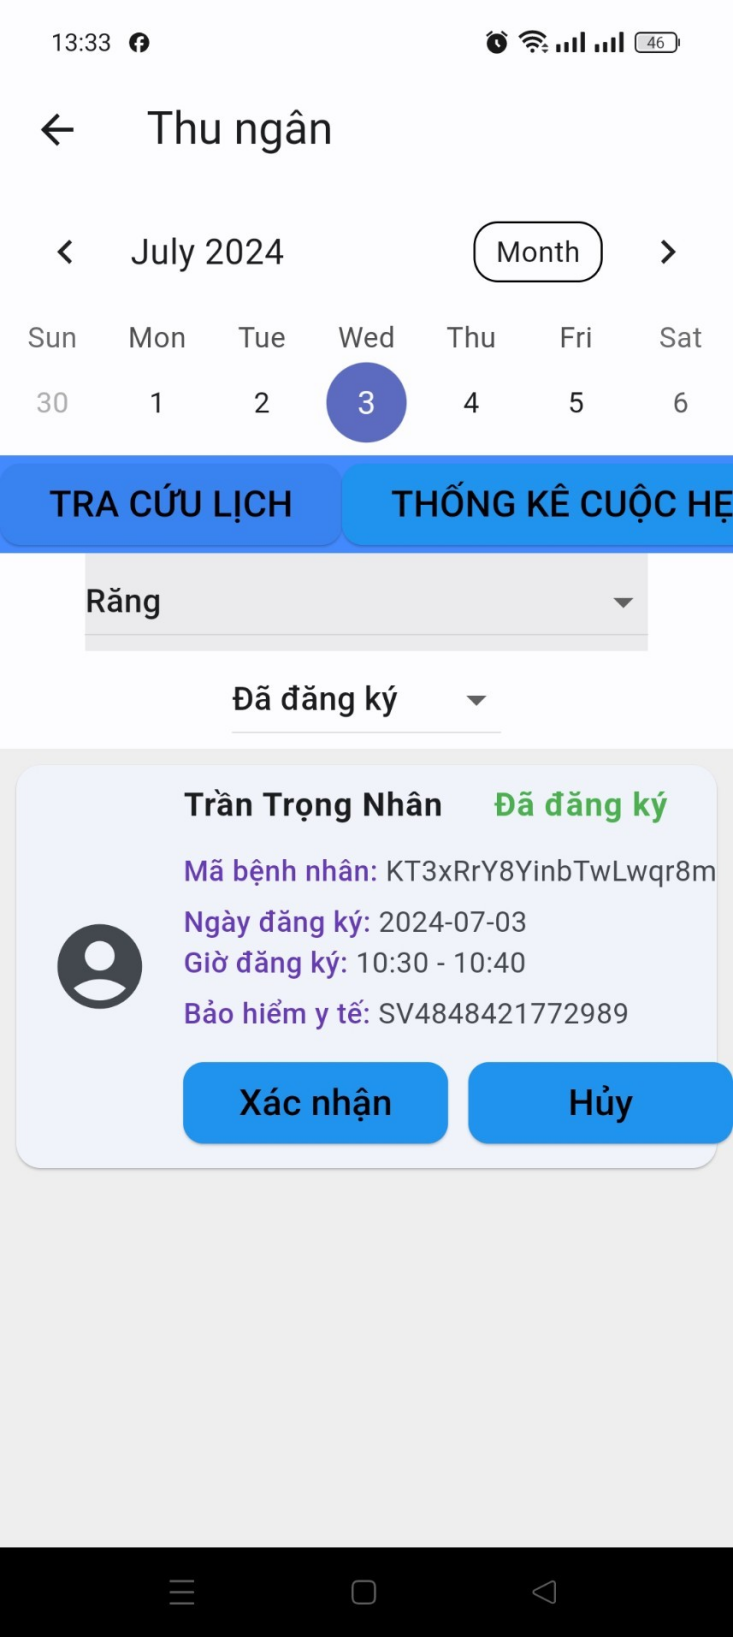 13:33 46
Thu ngân
July 2024 Month
Sun Mon Tue Wed Thu Fri Sat
30 1 2 3 4 5 6
TRA CỨU LỊCH THỐNG KÊ CUỘC HẸ
Răng
Đã đăng ký
Trần Trọng Nhân Đã đăng ký
Mã bệnh nhân: KT3xRrY8YinbTwLwqr8m
Ngày đăng ký: 2024-07-03
Giờ đăng ký: 10:30 - 10:40
Bảo hiểm y tế: SV4848421772989
Xác nhận Hủy